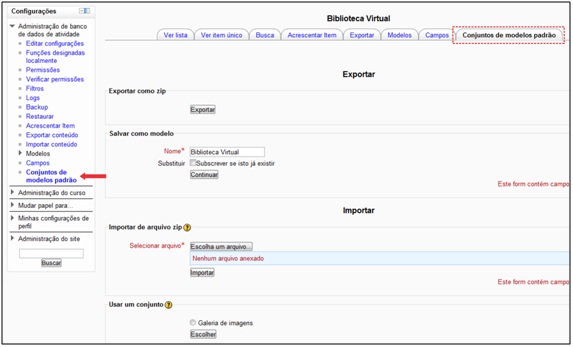 Configurações
Administração de banco
de dados de atividade
Editar configurações
Funções designadas
localmente
Permissões
Verificar permissões
Filtros
Logs
Backup
Restaurar
Acrescentar Item
Exportar conteúdo
Importar conteúdo
Modelos
Campos
Conjuntos de
modelos padrão
Administração do curso
Mudar papel para...
Minhas configurações de
perfil
Administração do site
Buscar
Biblioteca Virtual
Ver lista
Ver item único
Busca
Acrescentar Item
Exportar
Modelos
Campos
Conjuntos de modelos padrão
Exportar
Exportar como zip
Exportar
Salvar como modelo
Nome* Biblioteca Virtual
Substituir Subscrever se isto já existir
Continuar
Este form contém campo
Importar
Importar de arquivo zip ?
Selecionar arquivo* Escolha um arquivo...
Nenhum arquivo anexado
Importar
Este form contém campo
Usar um conjunto ?
Galeria de imagens
Escolher